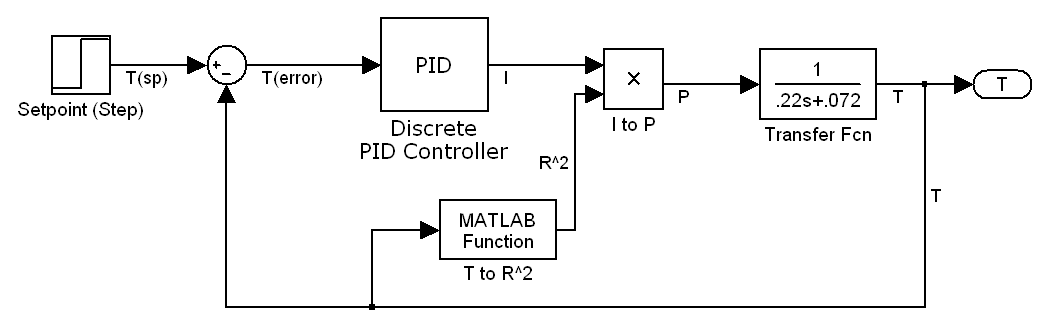 T(sp)
Setpoint (Step)
+
−
T(error)
PID
Discrete
PID Controller
I
×
I to P
R^2
P
1
.22s+.072
Transfer Fcn
T
T
T
MATLAB
Function
T to R^2